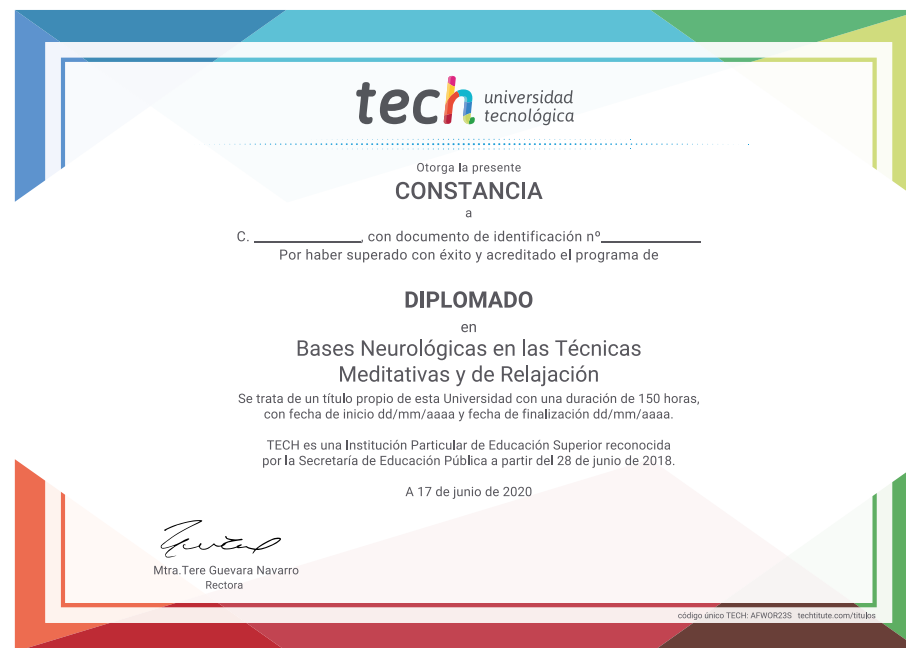 tech universidad
tecnológica
Otorga la presente
CONSTANCIA
a
C. ____________, con documento de identificación nº____________
Por haber superado con éxito y acreditado el programa de
DIPLOMADO
en
Bases Neurológicas en las Técnicas
Meditativas y de Relajación
Se trata de un título propio de esta Universidad con una duración de 150 horas,
con fecha de inicio dd/mm/aaaa y fecha de finalización dd/mm/aaaa.
TECH es una Institución Particular de Educación Superior reconocida
por la Secretaría de Educación Pública a partir del 28 de junio de 2018.
A 17 de junio de 2020
Mtra.Tere Guevara Navarro
Rectora
código único TECH: AFWOR23S techtitute.com/titulos